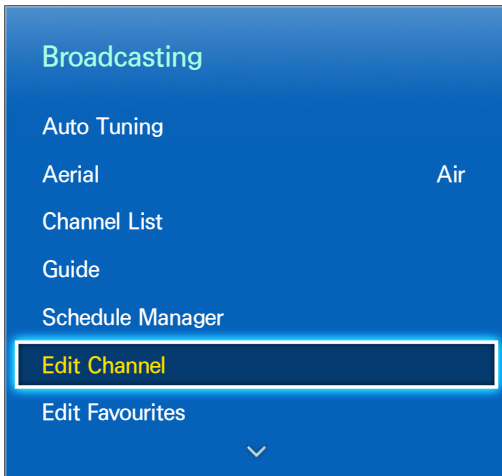 Broadcasting
Auto Tuning
Aerial Air
Channel List
Guide
Schedule Manager
Edit Channel
Edit Favourites